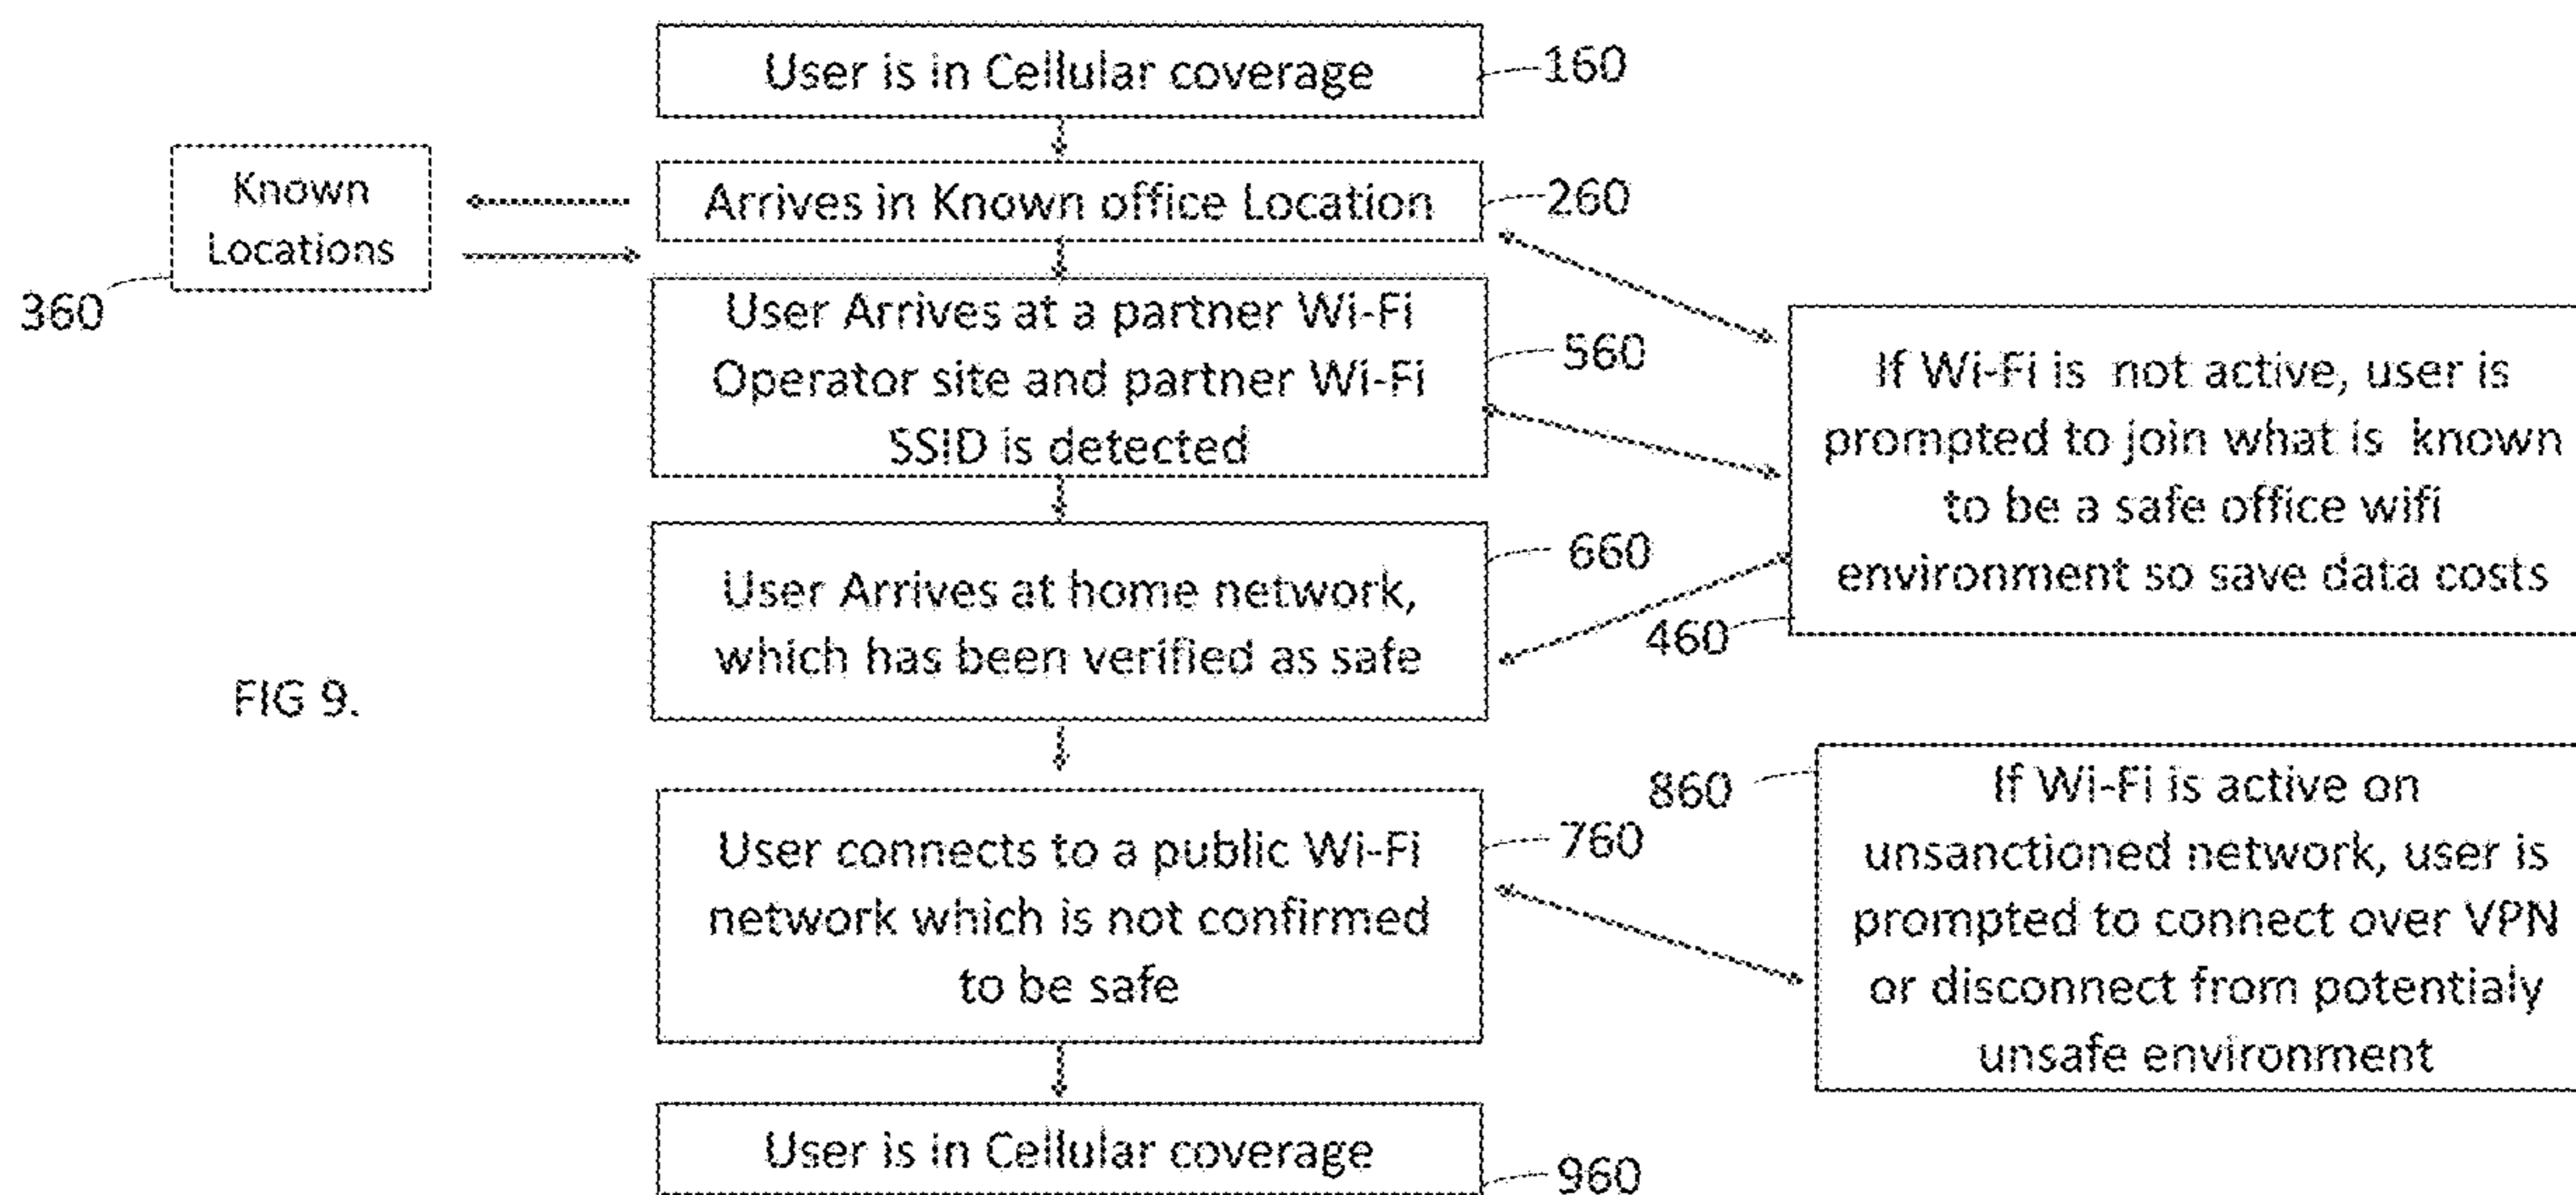 User is in Cellular coverage
160
Known
Locations
360
Arrives in Known office Location
260
User Arrives at a partner Wi-Fi
Operator site and partner Wi-Fi
SSID is detected
560
If Wi-Fi is not active, user is
prompted to join what is known
to be a safe office wifi
environment so save data costs
460
User Arrives at home network,
which has been verified as safe
660
FIG 9.
User connects to a public Wi-Fi
network which is not confirmed
to be safe
760
860
If Wi-Fi is active on
unsanctioned network, user is
prompted to connect over VPN
or disconnect from potentialy
unsafe environment
User is in Cellular coverage
960